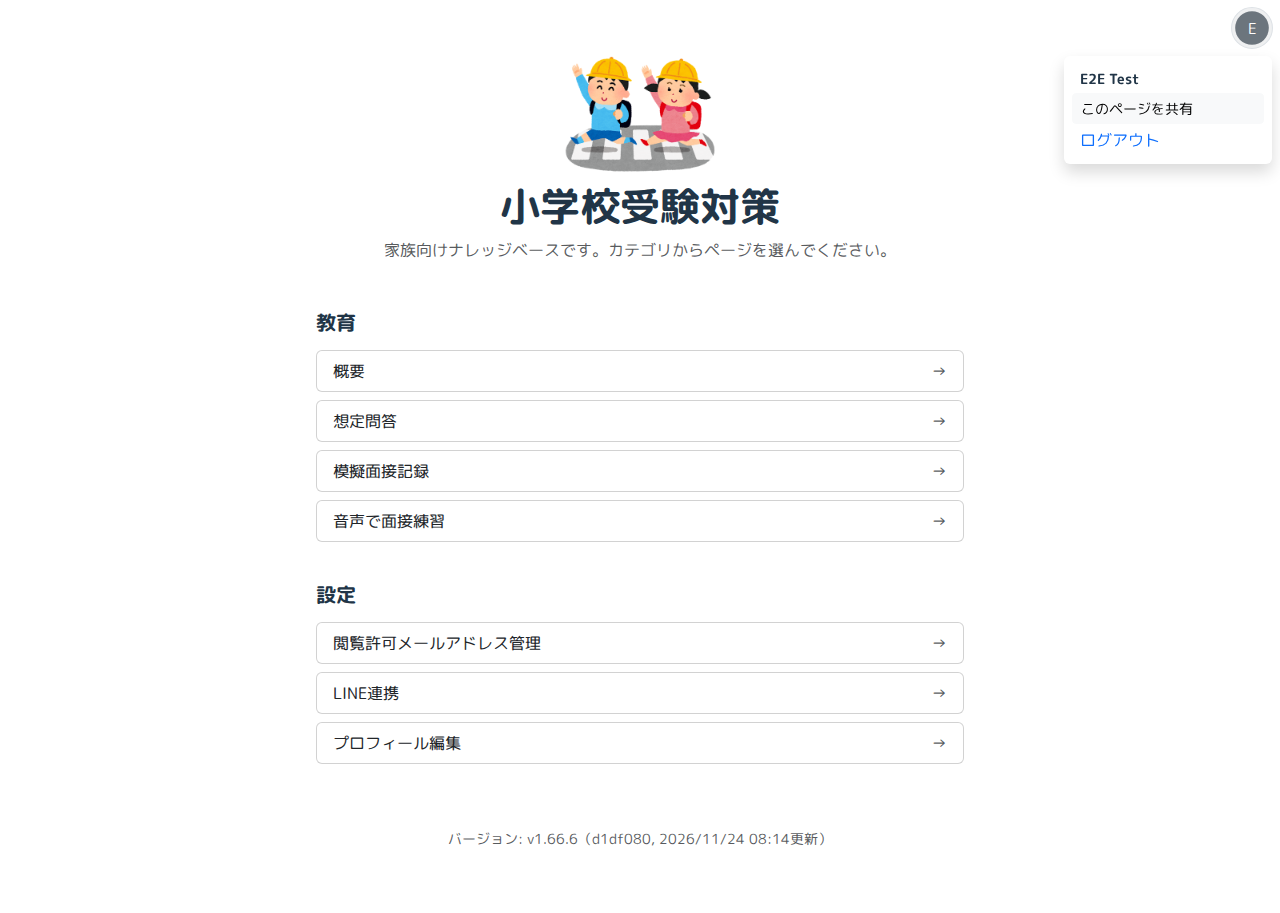 E
E2E Test
このページを共有
ログアウト
小学校受験対策
家族向けナレッジベースです。カテゴリからページを選んでください。
教育
概要 →
想定問答 →
模擬面接記録 →
音声で面接練習 →
設定
閲覧許可メールアドレス管理 →
LINE連携 →
プロフィール編集 →
バージョン: v1.66.6（d1df080, 2026/11/24 08:14更新）